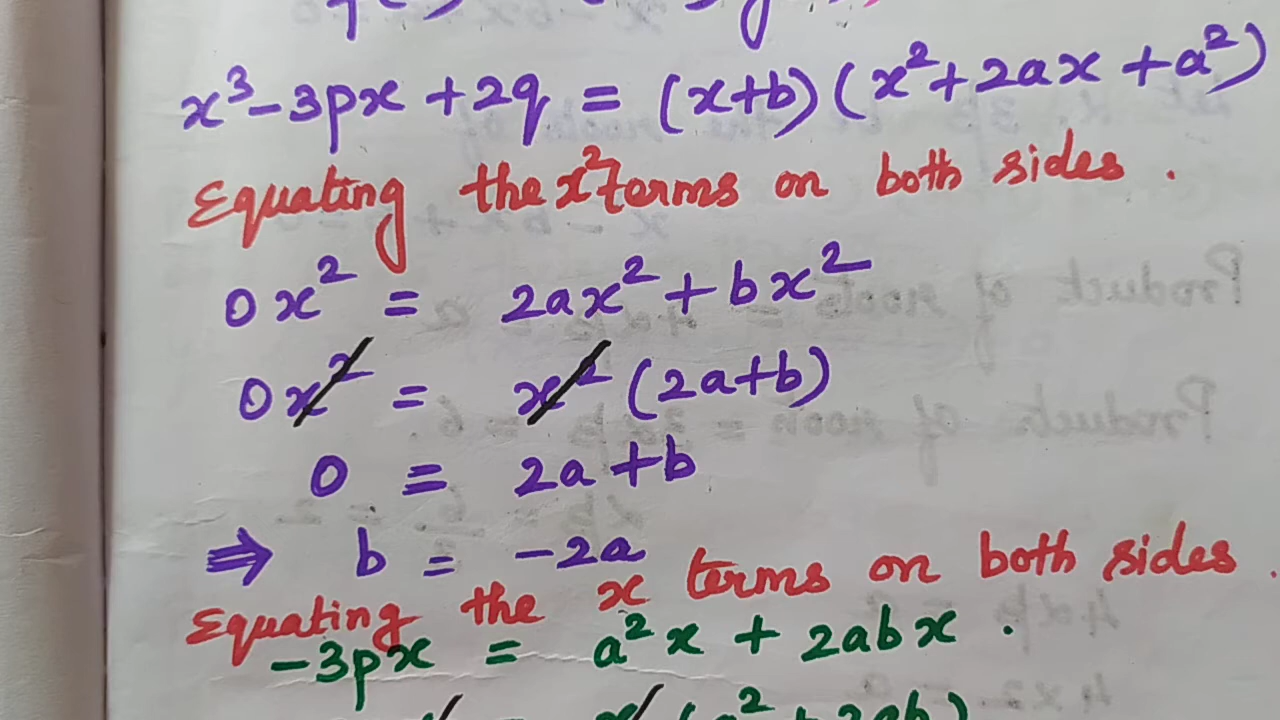 x³ - 3px + 2q = (x+b)(x² + 2ax + a²)
Equating the x² terms on both sides.
0x² = 2ax² + bx²
0x² = x² (2a+b)
0 = 2a + b
⇒ b = -2a
Equating the x terms on both sides.
-3px = a²x + 2abx.